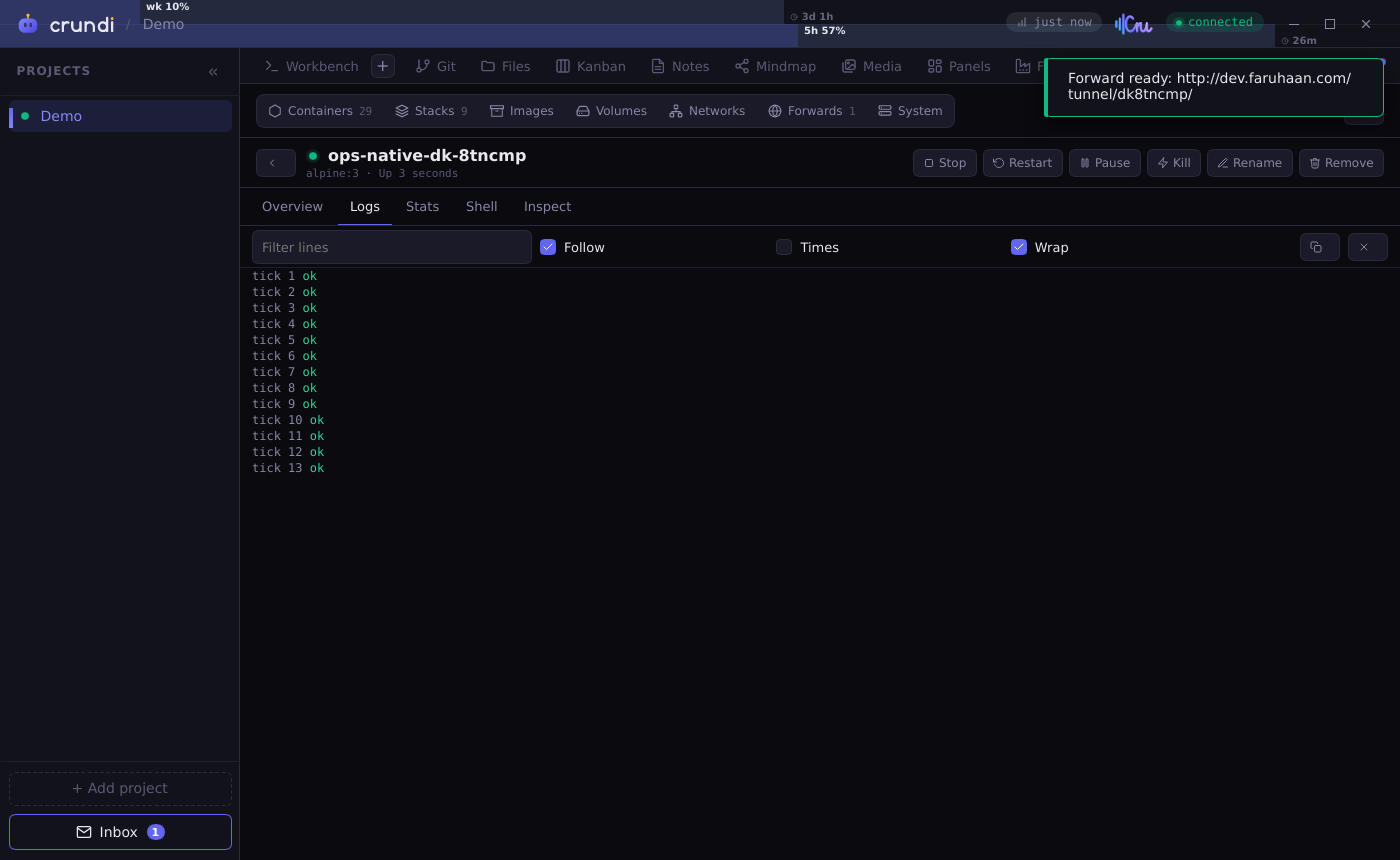 wk 10%
crundi / Demo
3d 1h
5h 57%
just now
Cru
connected
26m
PROJECTS
Demo
Workbench
Git
Files
Kanban
Notes
Mindmap
Media
Panels
Forward ready: http://dev.faruhaan.com/
tunnel/dk8tncmp/
Containers 29
Stacks 9
Images
Volumes
Networks
Forwards 1
System
ops-native-dk-8tncmp
alpine:3 · Up 3 seconds
Stop
Restart
Pause
Kill
Rename
Remove
Overview
Logs
Stats
Shell
Inspect
Filter lines
Follow
Times
Wrap
tick 1 ok
tick 2 ok
tick 3 ok
tick 4 ok
tick 5 ok
tick 6 ok
tick 7 ok
tick 8 ok
tick 9 ok
tick 10 ok
tick 11 ok
tick 12 ok
tick 13 ok
+ Add project
Inbox 1